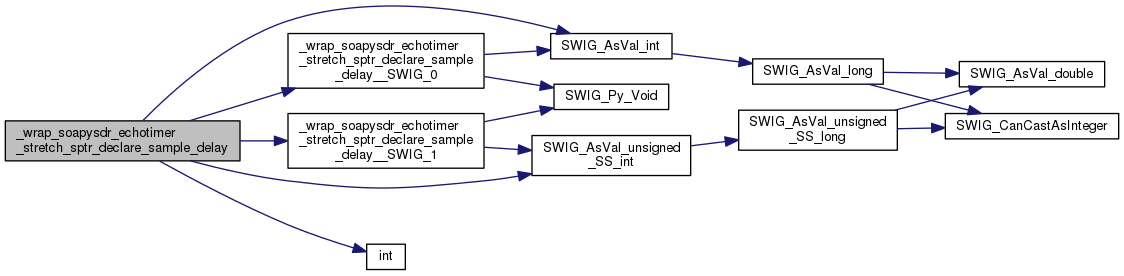 _wrap_soapysdr_echotimer
_stretch_sptr_declare_sample_delay
_wrap_soapysdr_echotimer
_stretch_sptr_declare_sample
_delay__SWIG_0
_wrap_soapysdr_echotimer
_stretch_sptr_declare_sample
_delay__SWIG_1
int
SWIG_AsVal_int
SWIG_Py_Void
SWIG_AsVal_unsigned
_SS_int
SWIG_AsVal_long
SWIG_AsVal_unsigned
_SS_long
SWIG_AsVal_double
SWIG_CanCastAsInteger